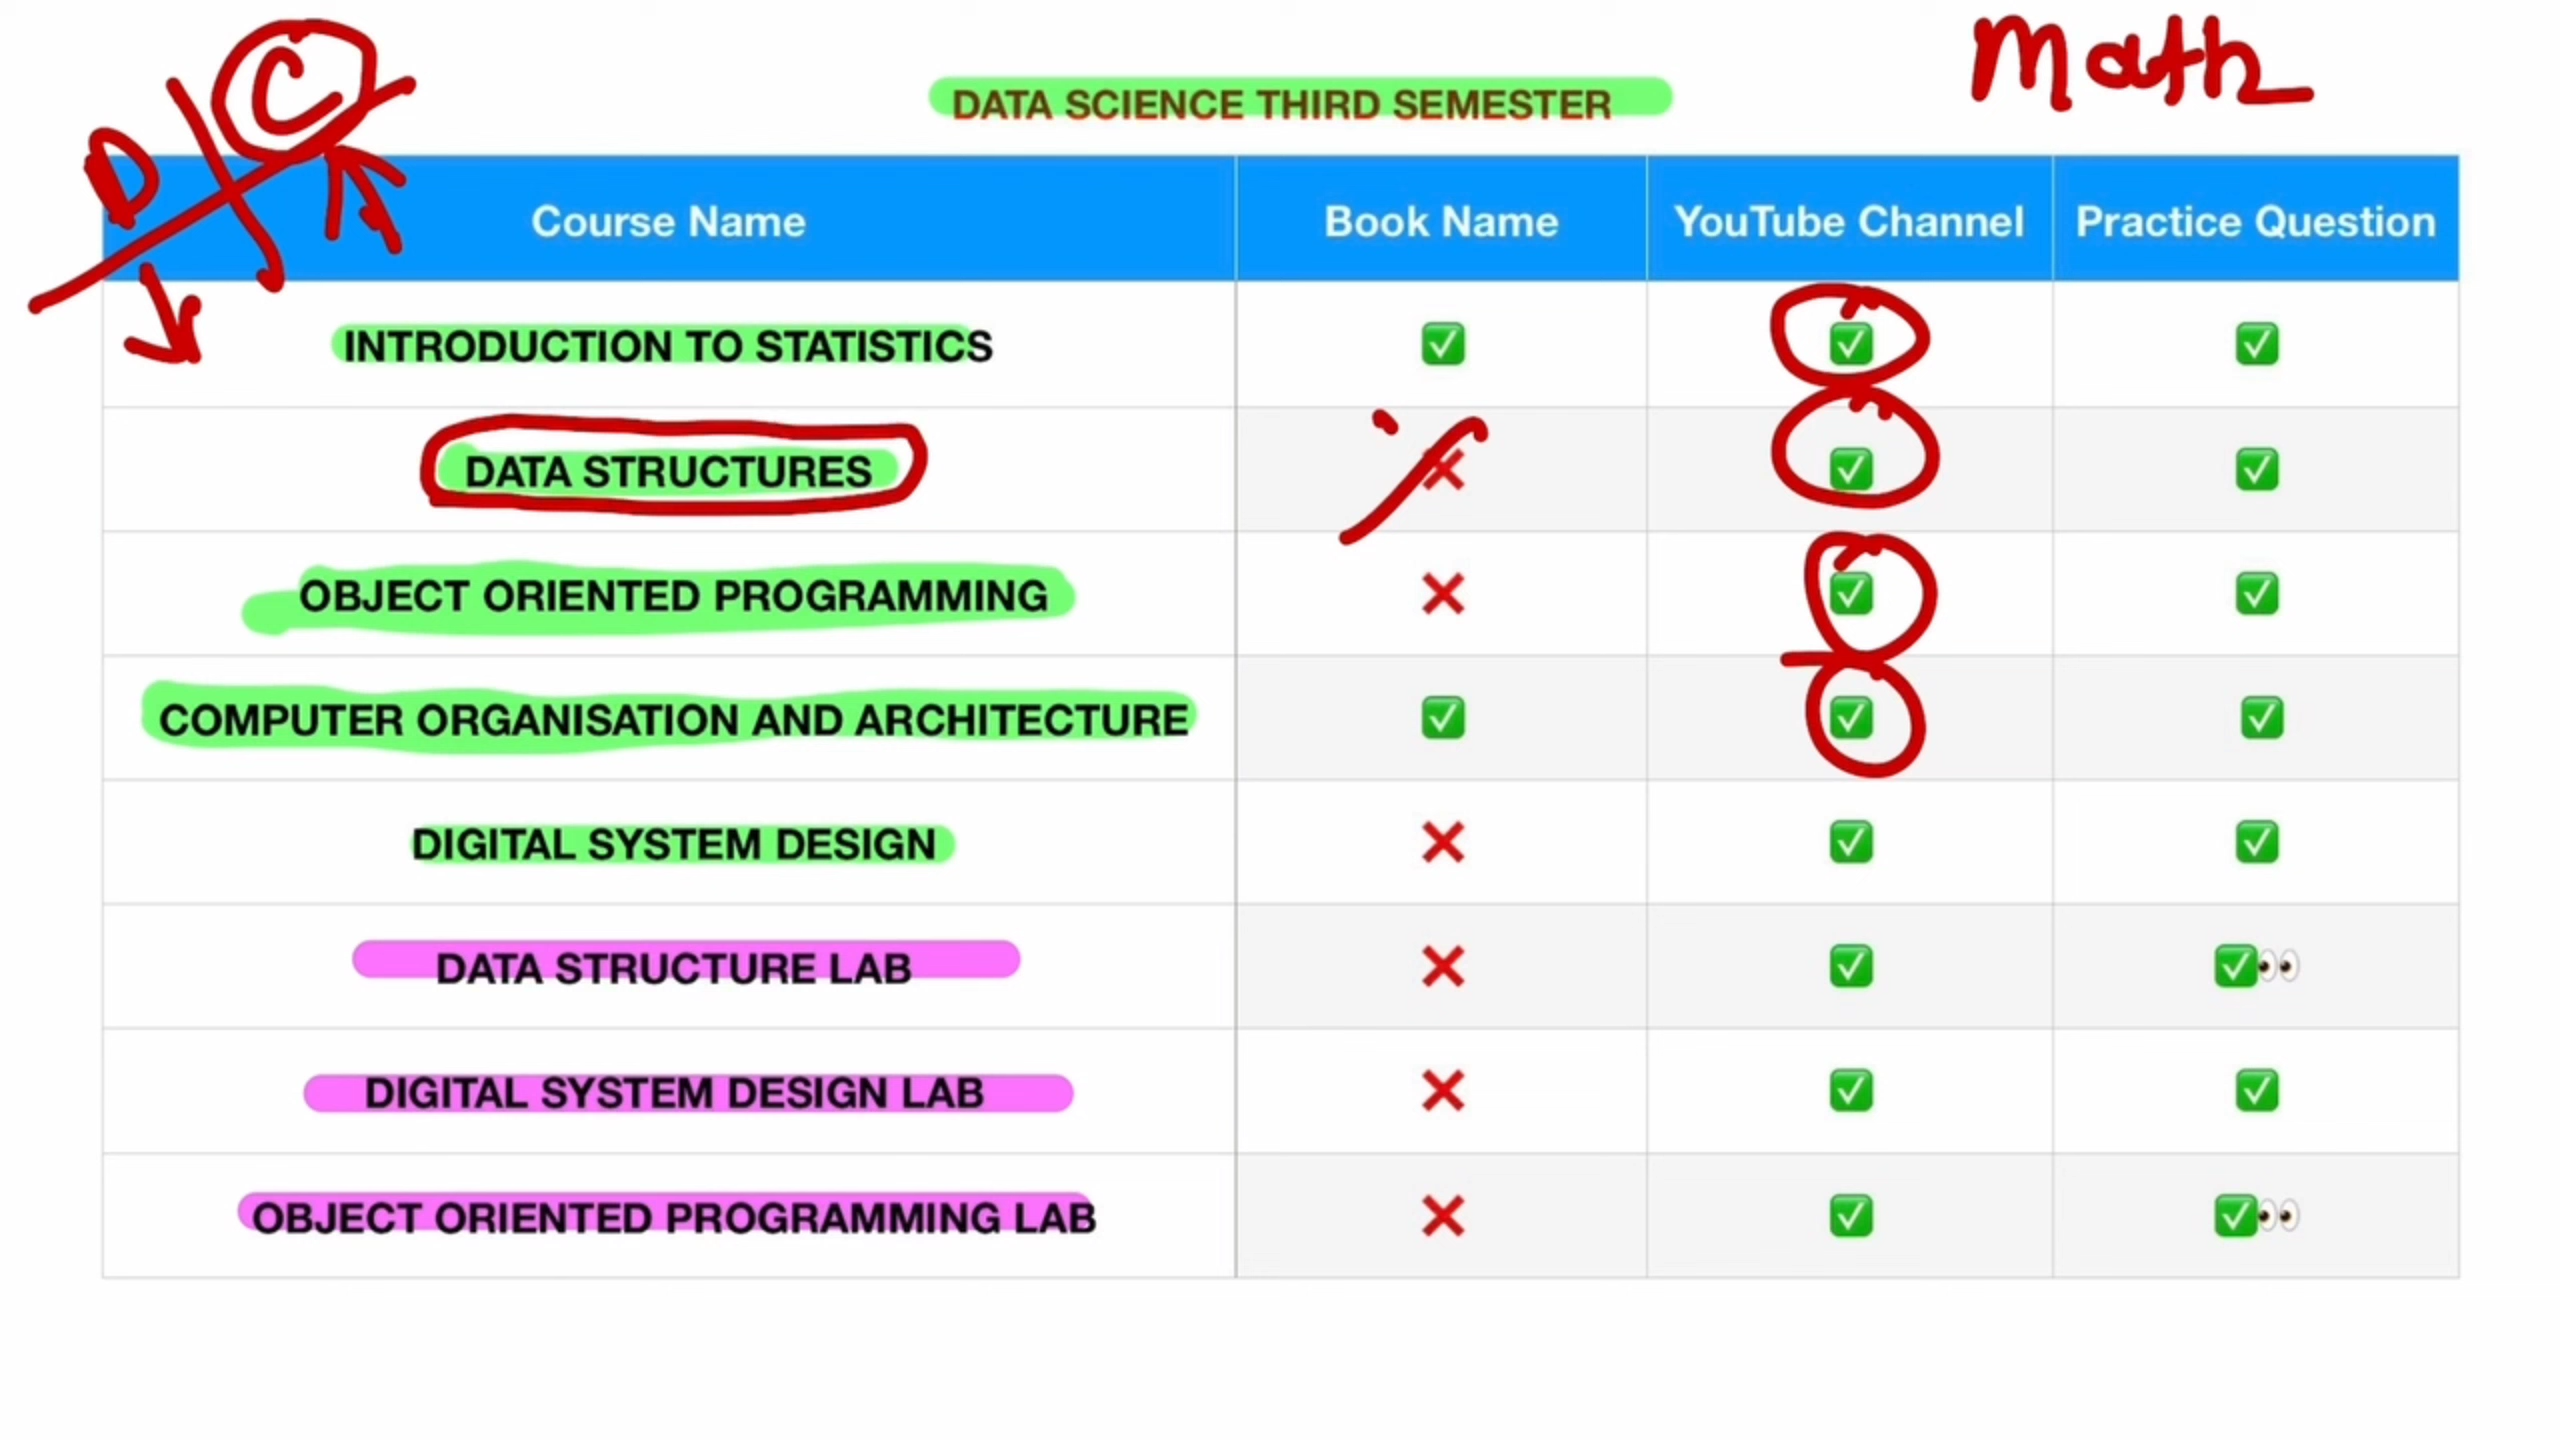 Math
C
D
DATA SCIENCE THIRD SEMESTER
Course Name Book Name YouTube Channel Practice Question
INTRODUCTION TO STATISTICS ✅ ✅ ✅
DATA STRUCTURES ❌ ✅ ✅
OBJECT ORIENTED PROGRAMMING ❌ ✅ ✅
COMPUTER ORGANISATION AND ARCHITECTURE ✅ ✅ ✅
DIGITAL SYSTEM DESIGN ❌ ✅ ✅
DATA STRUCTURE LAB ❌ ✅ ✅👀
DIGITAL SYSTEM DESIGN LAB ❌ ✅ ✅
OBJECT ORIENTED PROGRAMMING LAB ❌ ✅ ✅👀